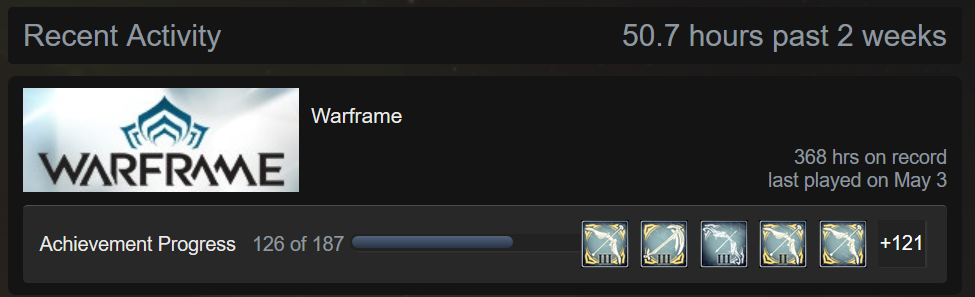 Recent Activity
50.7 hours past 2 weeks
WARFRAME
Warframe
368 hrs on record
last played on May 3
Achievement Progress 126 of 187
III
III
III
II
+121